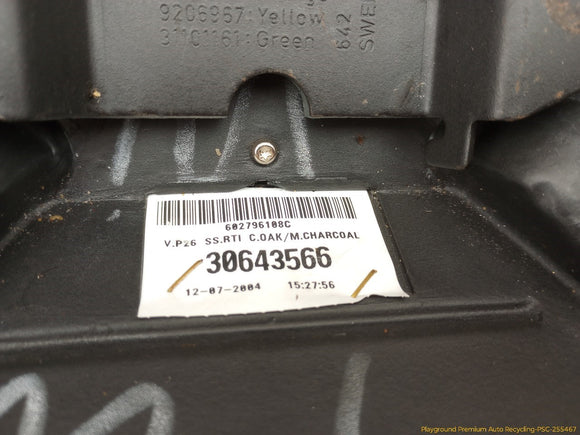 9206967:Yellow
31101161:Green
642
SWE
602796108C
V.P26 SS.RTI C.OAK/M.CHARCOAL
30643566
12-07-2004 15:27:56
Playground Premium Auto Recycling-PSC-255467